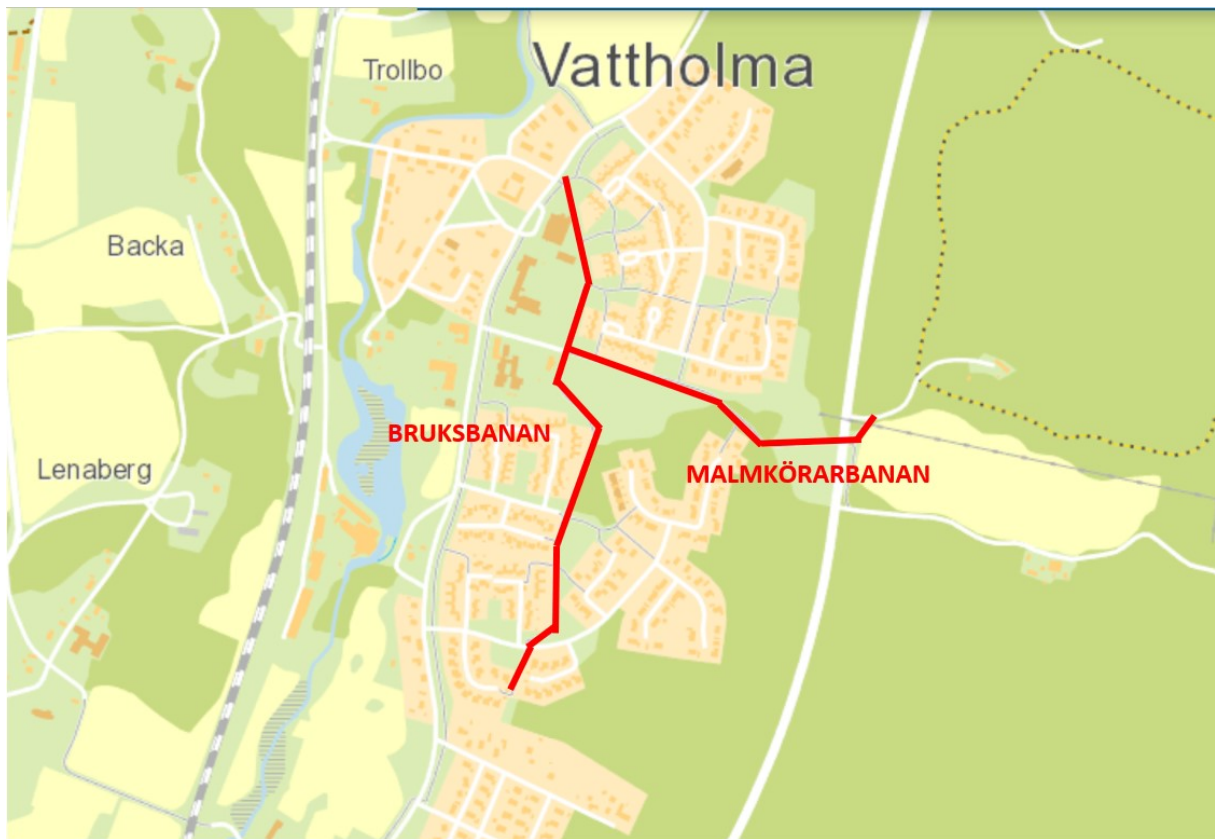 Vattholma
Trollbo
Backa
BRUKSBANAN
Lenaberg
MALMKÖRARBANAN